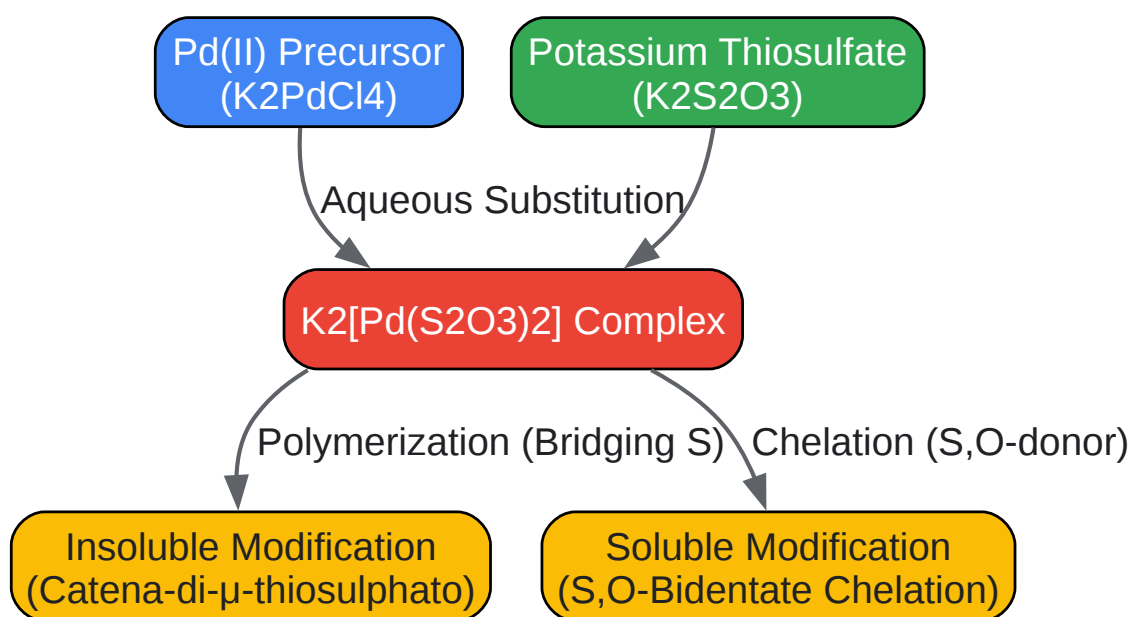 Pd(II) Precursor
(K2PdCl4)
Potassium Thiosulfate
(K2S2O3)
Aqueous Substitution
K2[Pd(S2O3)2] Complex
Polymerization (Bridging S)
Chelation (S,O-donor)
Insoluble Modification
(Catena-di-μ-thiosulphato)
Soluble Modification
(S,O-Bidentate Chelation)